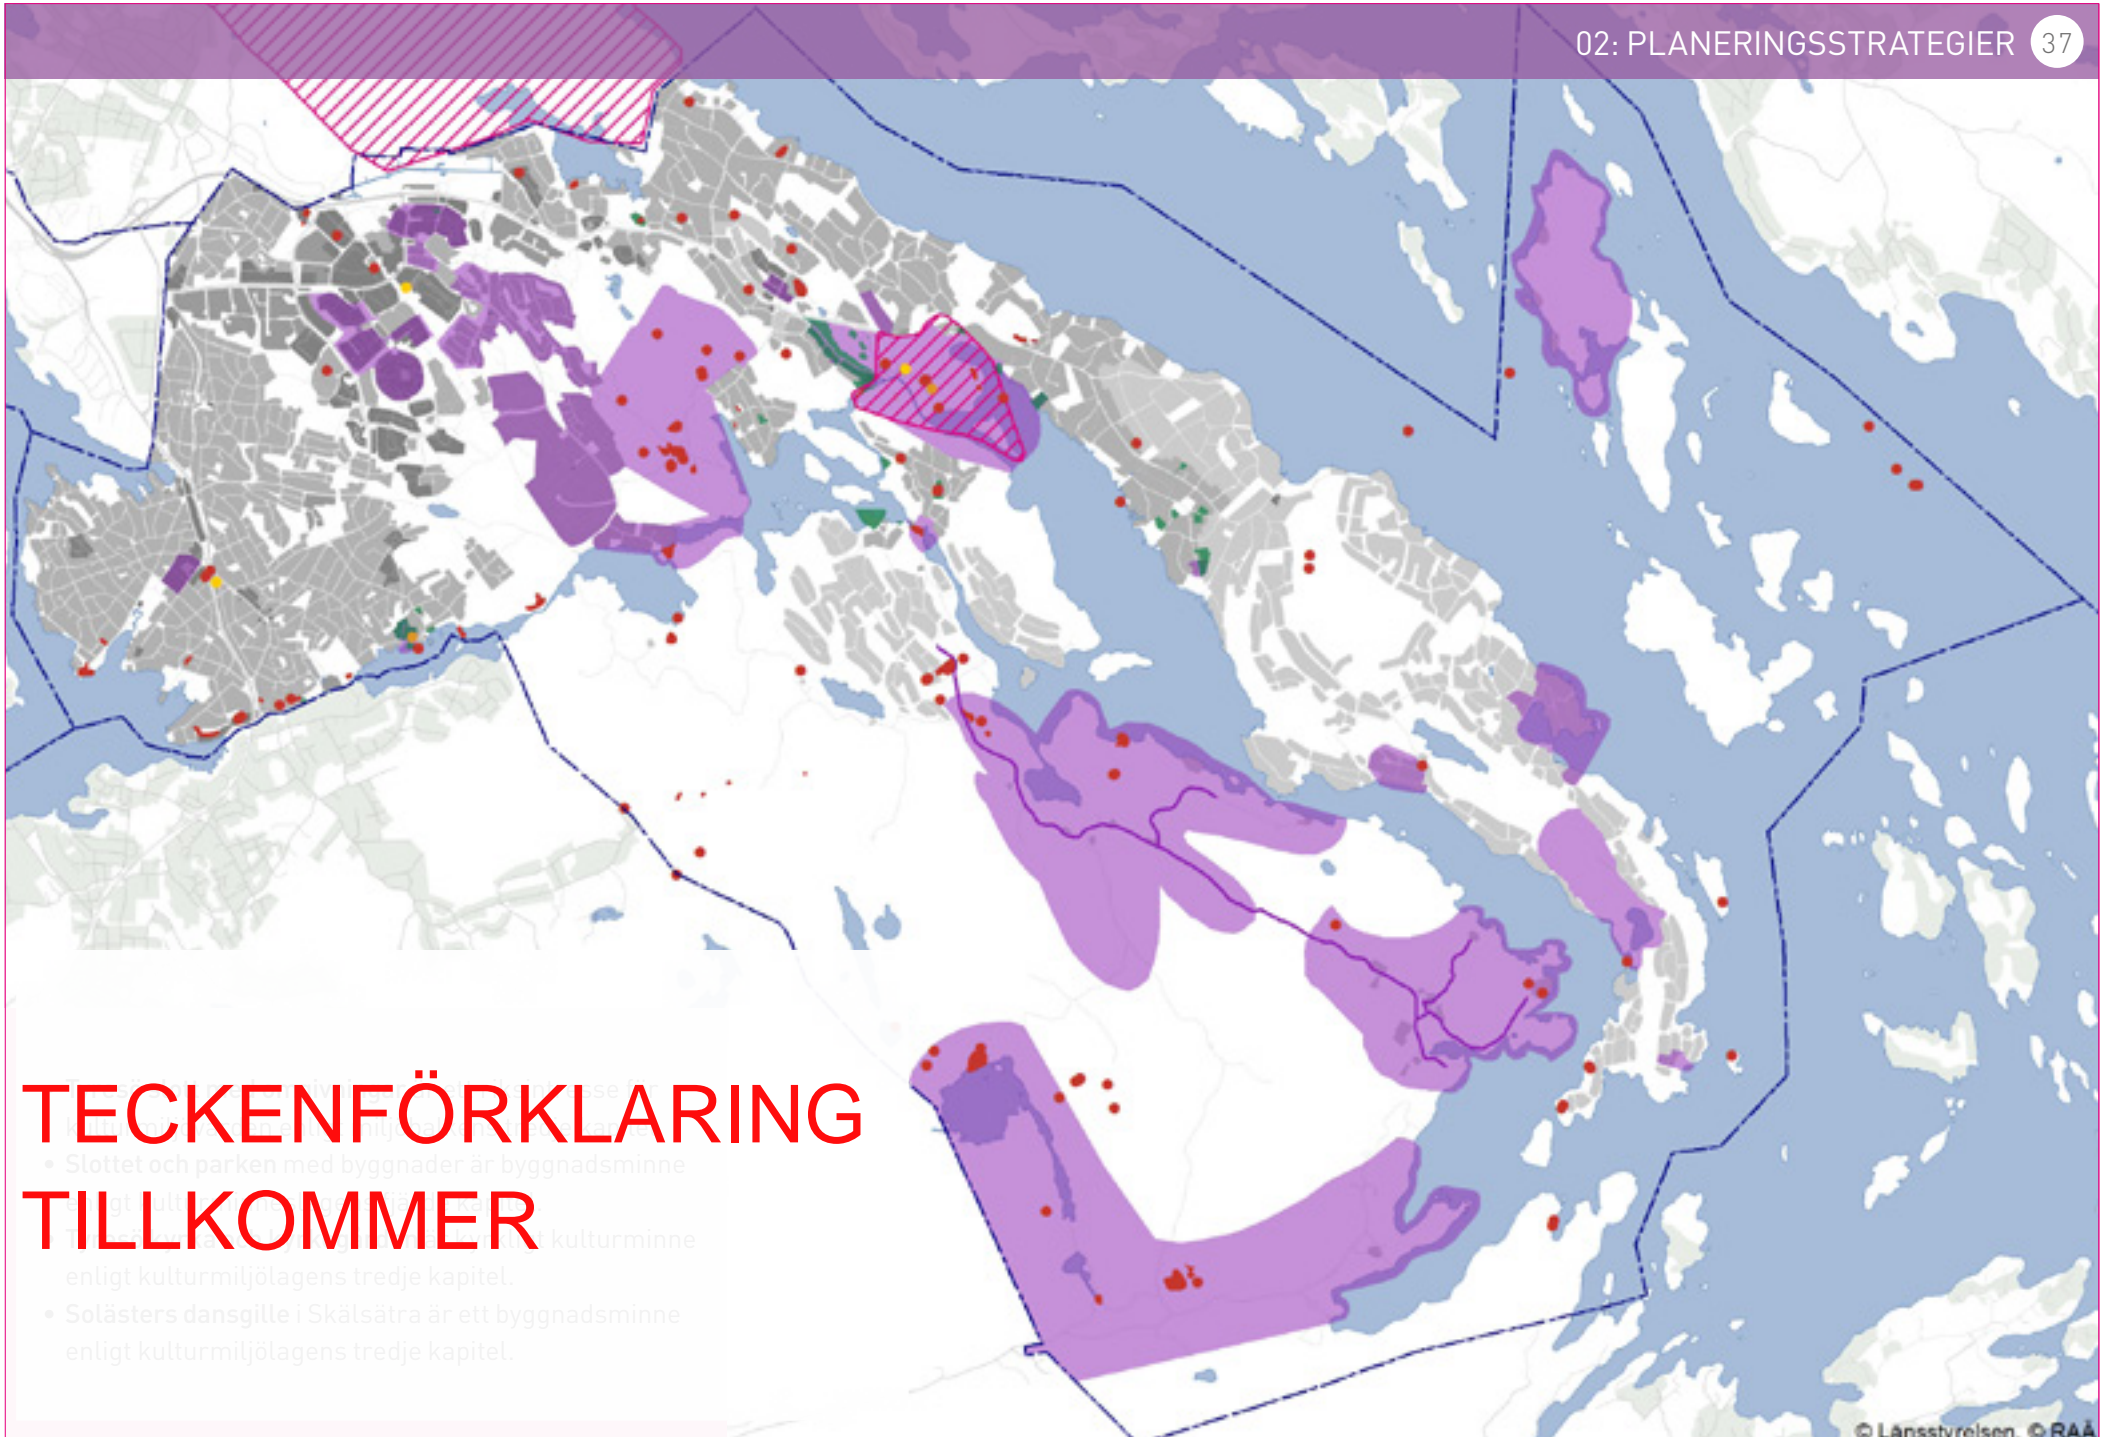 02: PLANERINGSSTRATEGIER 37
TECKENFÖRKLARING
TILLKOMMER
• Slottet och parken med byggnader är byggnadsminne
kulturminne
enligt kulturmiljölagens tredje kapitel.
• Solästers dansgille i Skälsätra är ett byggnadsminne
enligt kulturmiljölagens tredje kapitel.
© Länsstyrelsen, © RAÄ